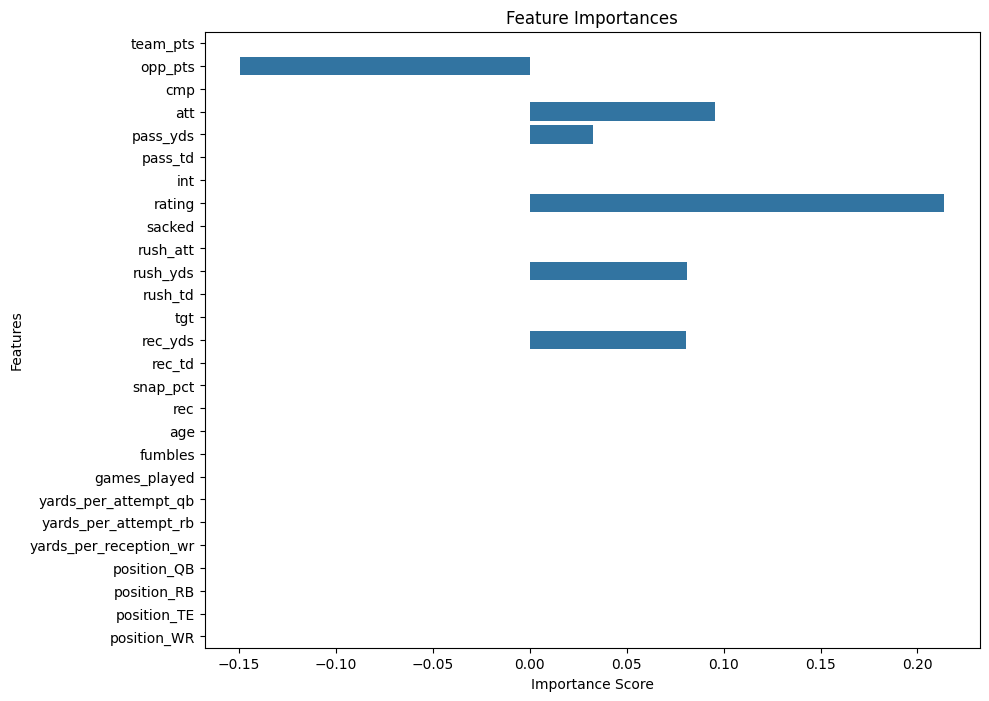 Feature Importances
Features
team_pts
opp_pts
cmp
att
pass_yds
pass_td
int
rating
sacked
rush_att
rush_yds
rush_td
tgt
rec_yds
rec_td
snap_pct
rec
age
fumbles
games_played
yards_per_attempt_qb
yards_per_attempt_rb
yards_per_reception_wr
position_QB
position_RB
position_TE
position_WR
−0.15 −0.10 −0.05 0.00 0.05 0.10 0.15 0.20
Importance Score